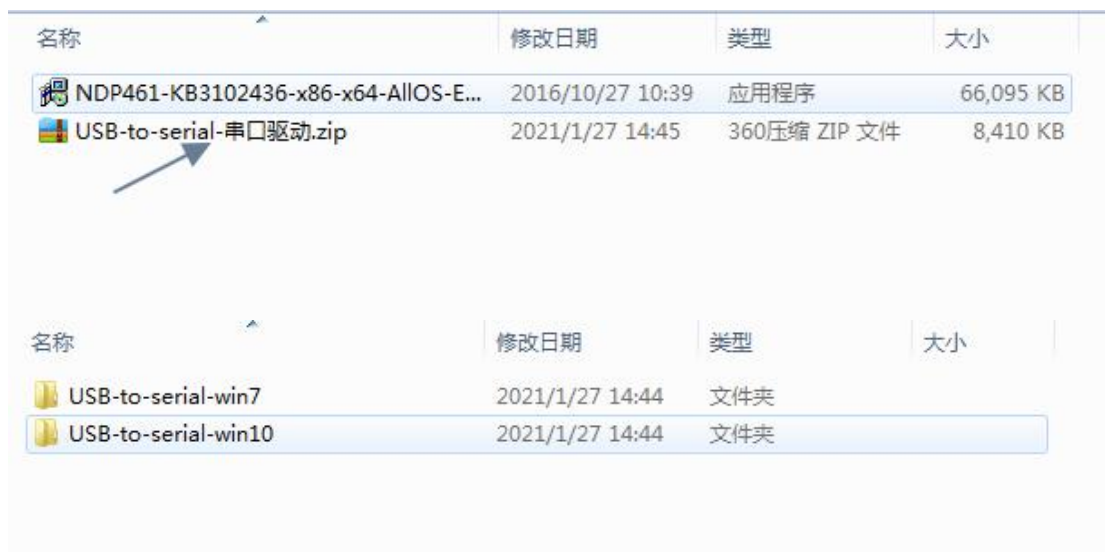 名称 修改日期 类型 大小
NDP461-KB3102436-x86-x64-AllOS-E... 2016/10/27 10:39 应用程序 66,095 KB
USB-to-serial-串口驱动.zip 2021/1/27 14:45 360压缩 ZIP 文件 8,410 KB
名称 修改日期 类型 大小
USB-to-serial-win7 2021/1/27 14:44 文件夹
USB-to-serial-win10 2021/1/27 14:44 文件夹